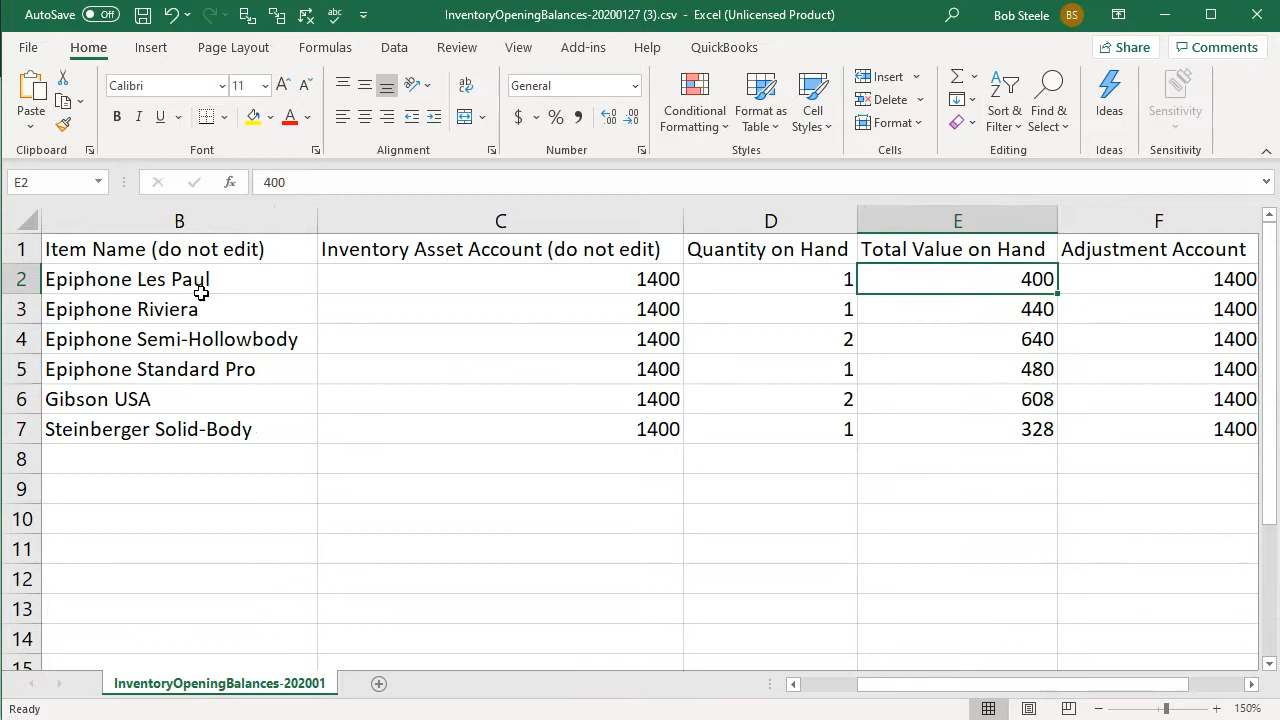 AutoSave Off InventoryOpeningBalances-20200127 (3).csv - Excel (Unlicensed Product) Bob Steele BS
File Home Insert Page Layout Formulas Data Review View Add-ins Help QuickBooks Share Comments
Paste
Clipboard
Calibri 11
B I U
Font
ab
Alignment
General
$ % ,
Number
Conditional Formatting
Format as Table
Cell Styles
Styles
Insert
Delete
Format
Cells
Sort & Filter
Find & Select
Editing
Ideas
Ideas
Sensitivity
Sensitivity
E2 fx 400
B C D E F
1 Item Name (do not edit) Inventory Asset Account (do not edit) Quantity on Hand Total Value on Hand Adjustment Account
2 Epiphone Les Paul 1400 1 400 1400
3 Epiphone Riviera 1400 1 440 1400
4 Epiphone Semi-Hollowbody 1400 2 640 1400
5 Epiphone Standard Pro 1400 1 480 1400
6 Gibson USA 1400 2 608 1400
7 Steinberger Solid-Body 1400 1 328 1400
8
9
10
11
12
13
14
15
InventoryOpeningBalances-202001
Ready 150%